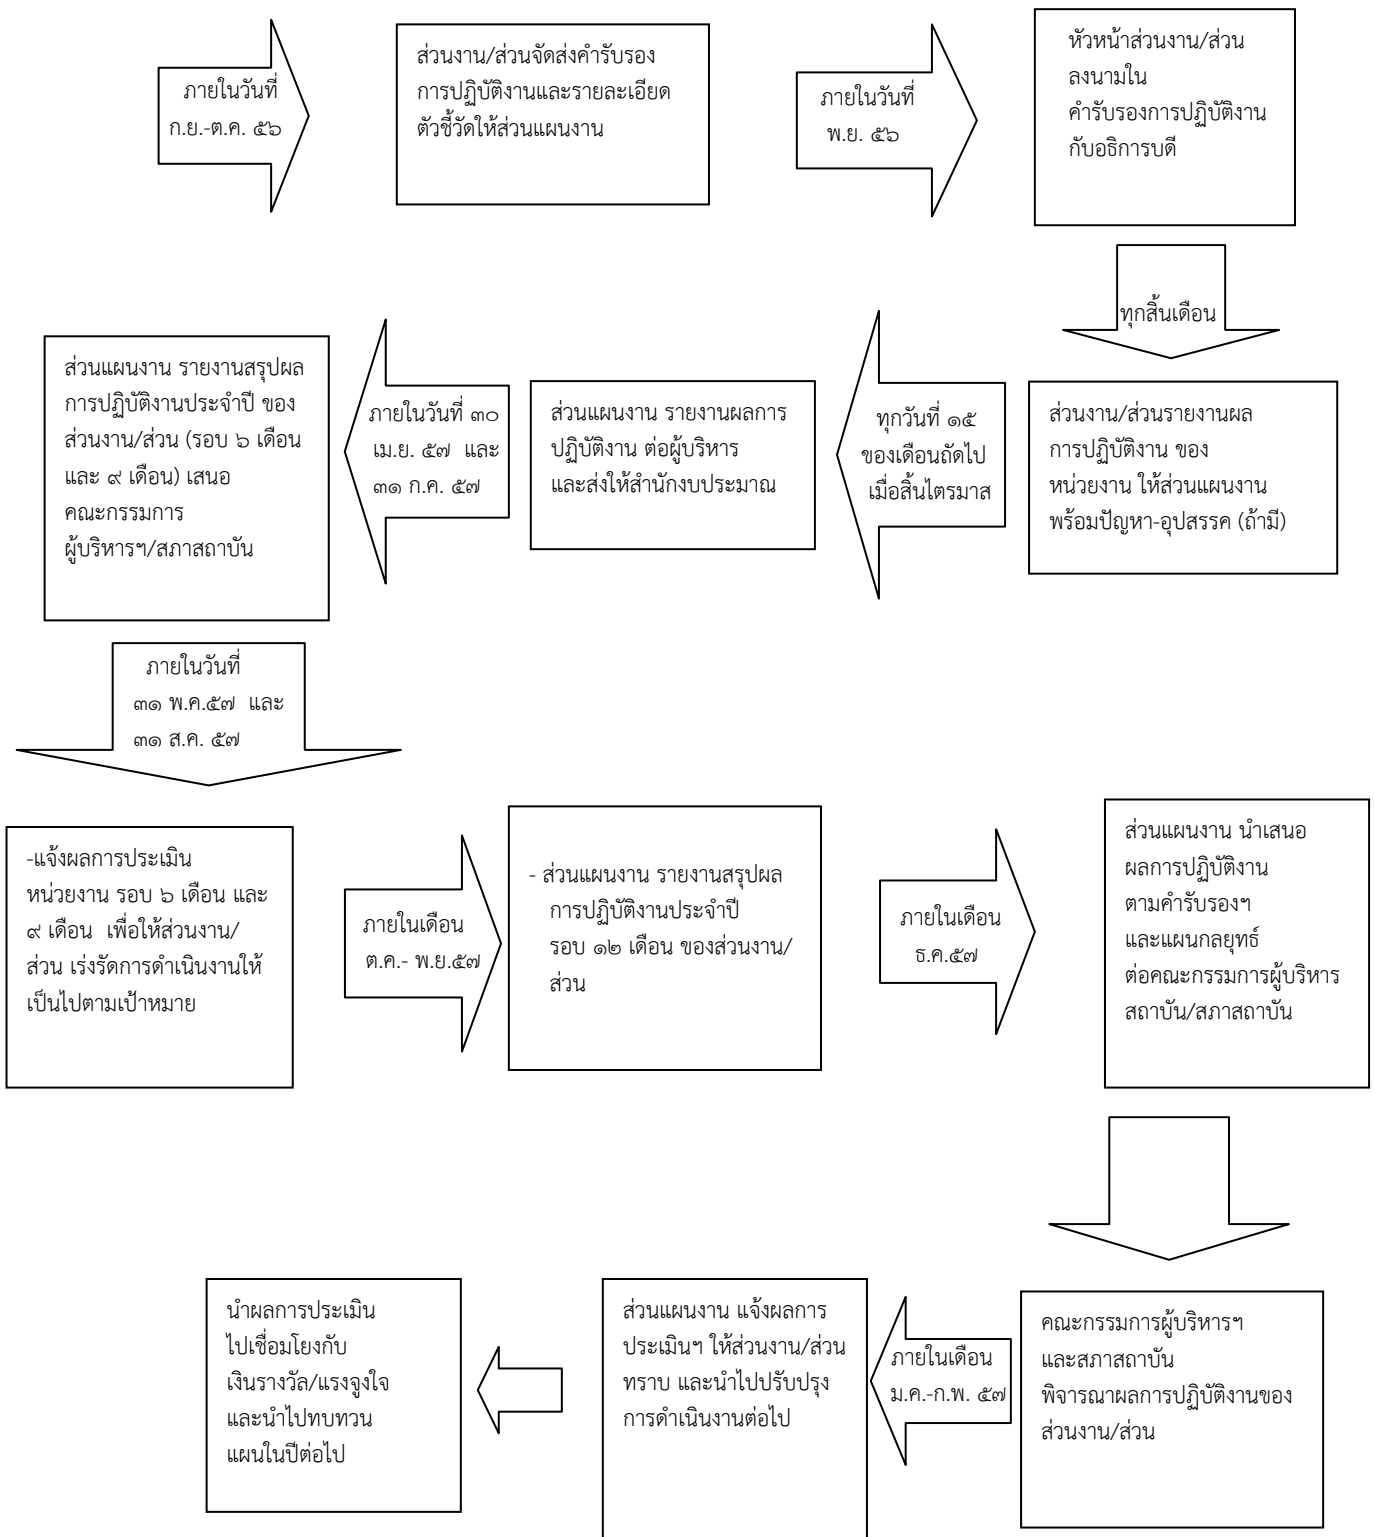 ภายในวันที่
ก.ย.-ต.ค. ๕๖
ส่วนงาน/ส่วนจัดส่งคำรับรอง
การปฏิบัติงานและรายละเอียด
ตัวชี้วัดให้ส่วนแผนงาน
ภายในวันที่
พ.ย. ๕๖
หัวหน้าส่วนงาน/ส่วน
ลงนามใน
คำรับรองการปฏิบัติงาน
กับอธิการบดี
ทุกสิ้นเดือน
ส่วนงาน/ส่วนรายงานผล
การปฏิบัติงาน ของ
หน่วยงาน ให้ส่วนแผนงาน
พร้อมปัญหา-อุปสรรค (ถ้ามี)
ทุกวันที่ ๑๕
ของเดือนถัดไป
เมื่อสิ้นไตรมาส
ส่วนแผนงาน รายงานผลการ
ปฏิบัติงาน ต่อผู้บริหาร
และส่งให้สำนักงบประมาณ
ภายในวันที่ ๓๐
เม.ย. ๕๗ และ
๓๑ ก.ค. ๕๗
ส่วนแผนงาน รายงานสรุปผล
การปฏิบัติงานประจำปี ของ
ส่วนงาน/ส่วน (รอบ ๖ เดือน
และ ๙ เดือน) เสนอ
คณะกรรมการ
ผู้บริหารฯ/สภาสถาบัน
ภายในวันที่
๓๑ พ.ค.๕๗ และ
๓๑ ส.ค. ๕๗
-แจ้งผลการประเมิน
หน่วยงาน รอบ ๖ เดือน และ
๙ เดือน เพื่อให้ส่วนงาน/
ส่วน เร่งรัดการดำเนินงานให้
เป็นไปตามเป้าหมาย
ภายในเดือน
ต.ค.- พ.ย.๕๗
- ส่วนแผนงาน รายงานสรุปผล
การปฏิบัติงานประจำปี
รอบ ๑๒ เดือน ของส่วนงาน/
ส่วน
ภายในเดือน
ธ.ค.๕๗
ส่วนแผนงาน นำเสนอ
ผลการปฏิบัติงาน
ตามคำรับรองฯ
และแผนกลยุทธ์
ต่อคณะกรรมการผู้บริหาร
สถาบัน/สภาสถาบัน
คณะกรรมการผู้บริหารฯ
และสภาสถาบัน
พิจารณาผลการปฏิบัติงานของ
ส่วนงาน/ส่วน
ภายในเดือน
ม.ค.-ก.พ. ๕๗
ส่วนแผนงาน แจ้งผลการ
ประเมินฯ ให้ส่วนงาน/ส่วน
ทราบ และนำไปปรับปรุง
การดำเนินงานต่อไป
นำผลการประเมิน
ไปเชื่อมโยงกับ
เงินรางวัล/แรงจูงใจ
และนำไปทบทวน
แผนในปีต่อไป